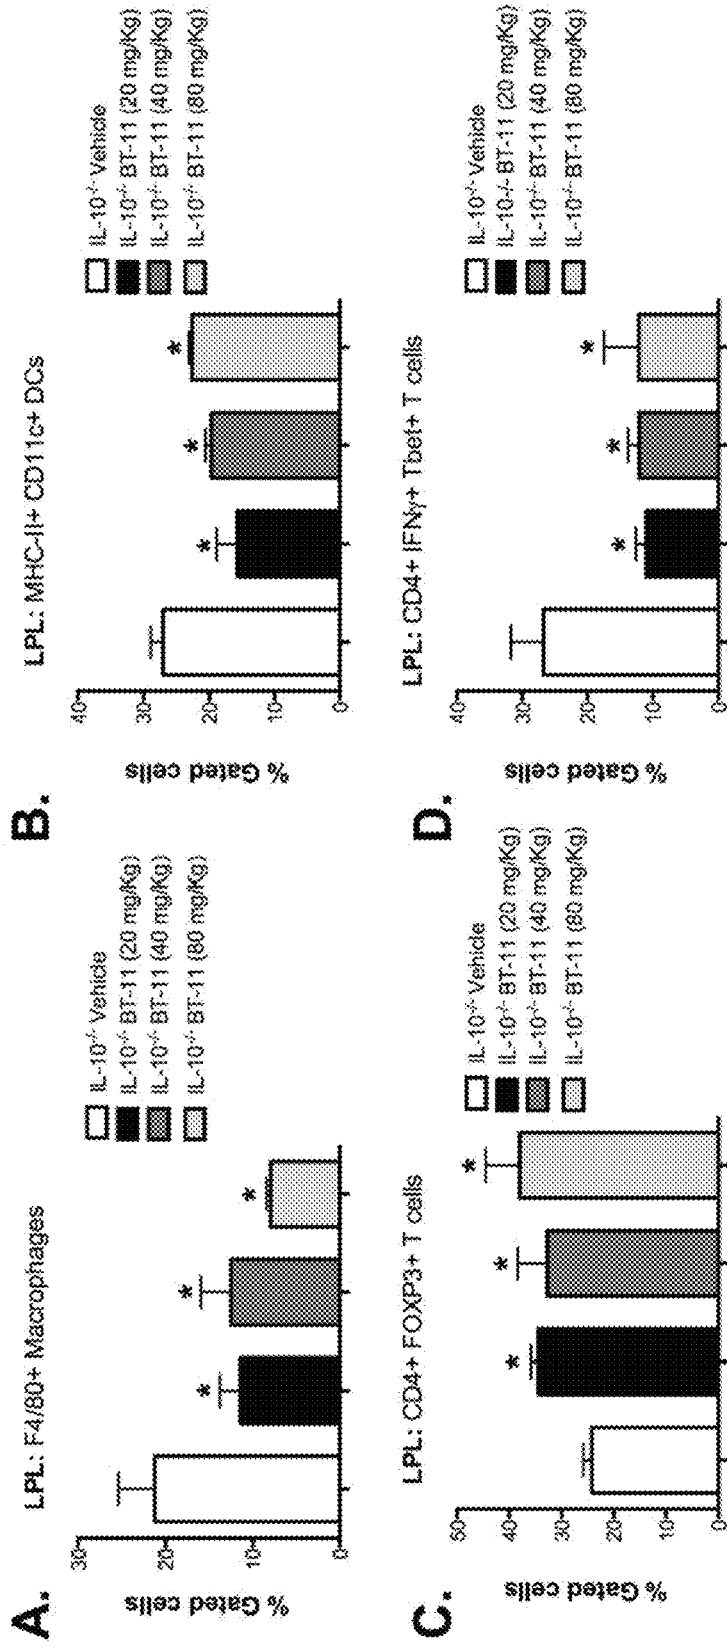 A.
LPL: F4/80+ Macrophages
% Gated cells
30
20
10
0
*
*
*
IL-10-/- Vehicle
IL-10-/- BT-11 (20 mg/Kg)
IL-10-/- BT-11 (40 mg/Kg)
IL-10-/- BT-11 (80 mg/Kg)
B.
LPL: MHC-II+ CD11c+ DCs
% Gated cells
40
30
20
10
0
*
*
*
IL-10-/- Vehicle
IL-10-/- BT-11 (20 mg/Kg)
IL-10-/- BT-11 (40 mg/Kg)
IL-10-/- BT-11 (80 mg/Kg)
C.
LPL: CD4+ FOXP3+ T cells
% Gated cells
50
40
30
20
10
0
*
*
*
IL-10-/- Vehicle
IL-10-/- BT-11 (20 mg/Kg)
IL-10-/- BT-11 (40 mg/Kg)
IL-10-/- BT-11 (80 mg/Kg)
D.
LPL: CD4+ IFNγ+ Tbet+ T cells
% Gated cells
40
30
20
10
0
*
*
*
IL-10-/- Vehicle
IL-10-/- BT-11 (20 mg/Kg)
IL-10-/- BT-11 (40 mg/Kg)
IL-10-/- BT-11 (80 mg/Kg)